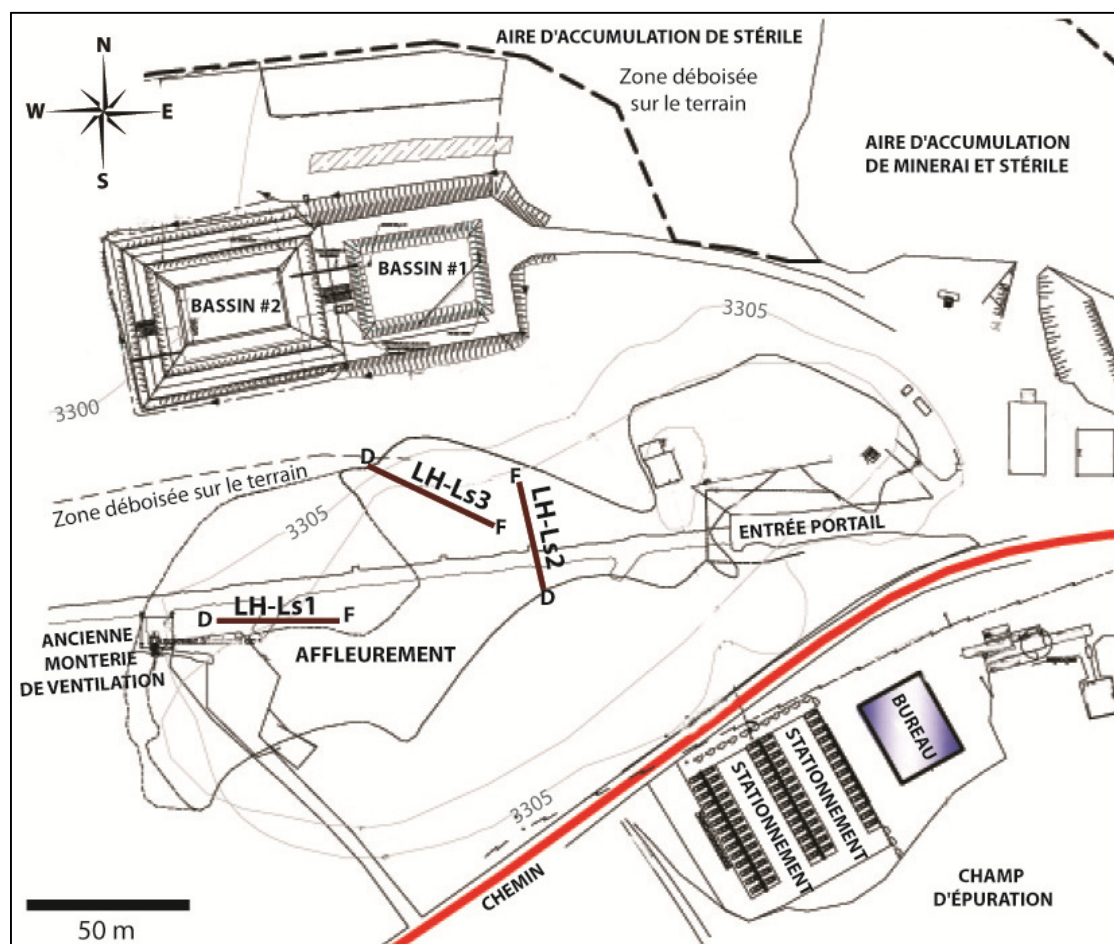 AIRE D'ACCUMULATION DE STÉRILE
N
Zone déboisée
sur le terrain
W
E
S
AIRE D'ACCUMULATION
DE MINERAI ET STÉRILE
BASSIN #1
BASSIN #2
3305
3300
D
LH-Ls3
F
F
LH-Ls2
D
Zone déboisée sur le terrain
3305
ENTRÉE PORTAIL
D
LH-Ls1
F
ANCIENNE
MONTERIE
DE VENTILATION
AFFLEUREMENT
BUREAU
STATIONNEMENT
STATIONNEMENT
3305
CHEMIN
CHAMP
D'ÉPURATION
50 m